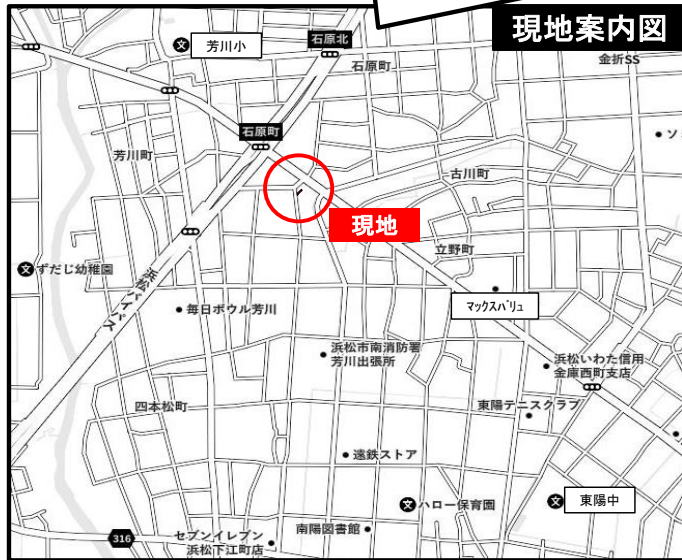 現地案内図
芳川小
石原北
石原町
金折SS
石原町
ソ
芳川町
古川町
現地
立野町
ずだじ幼稚園
浜松バイパス
毎日ボウル芳川
マックスバリュ
浜松市南消防署
芳川出張所
浜松いわた信用
金庫西町支店
四本松町
東陽テニスクラブ
遠鉄ストア
ハロー保育園
東陽中
316
セブンイレブン
浜松下江町店
南陽図書館
文
文
文
文